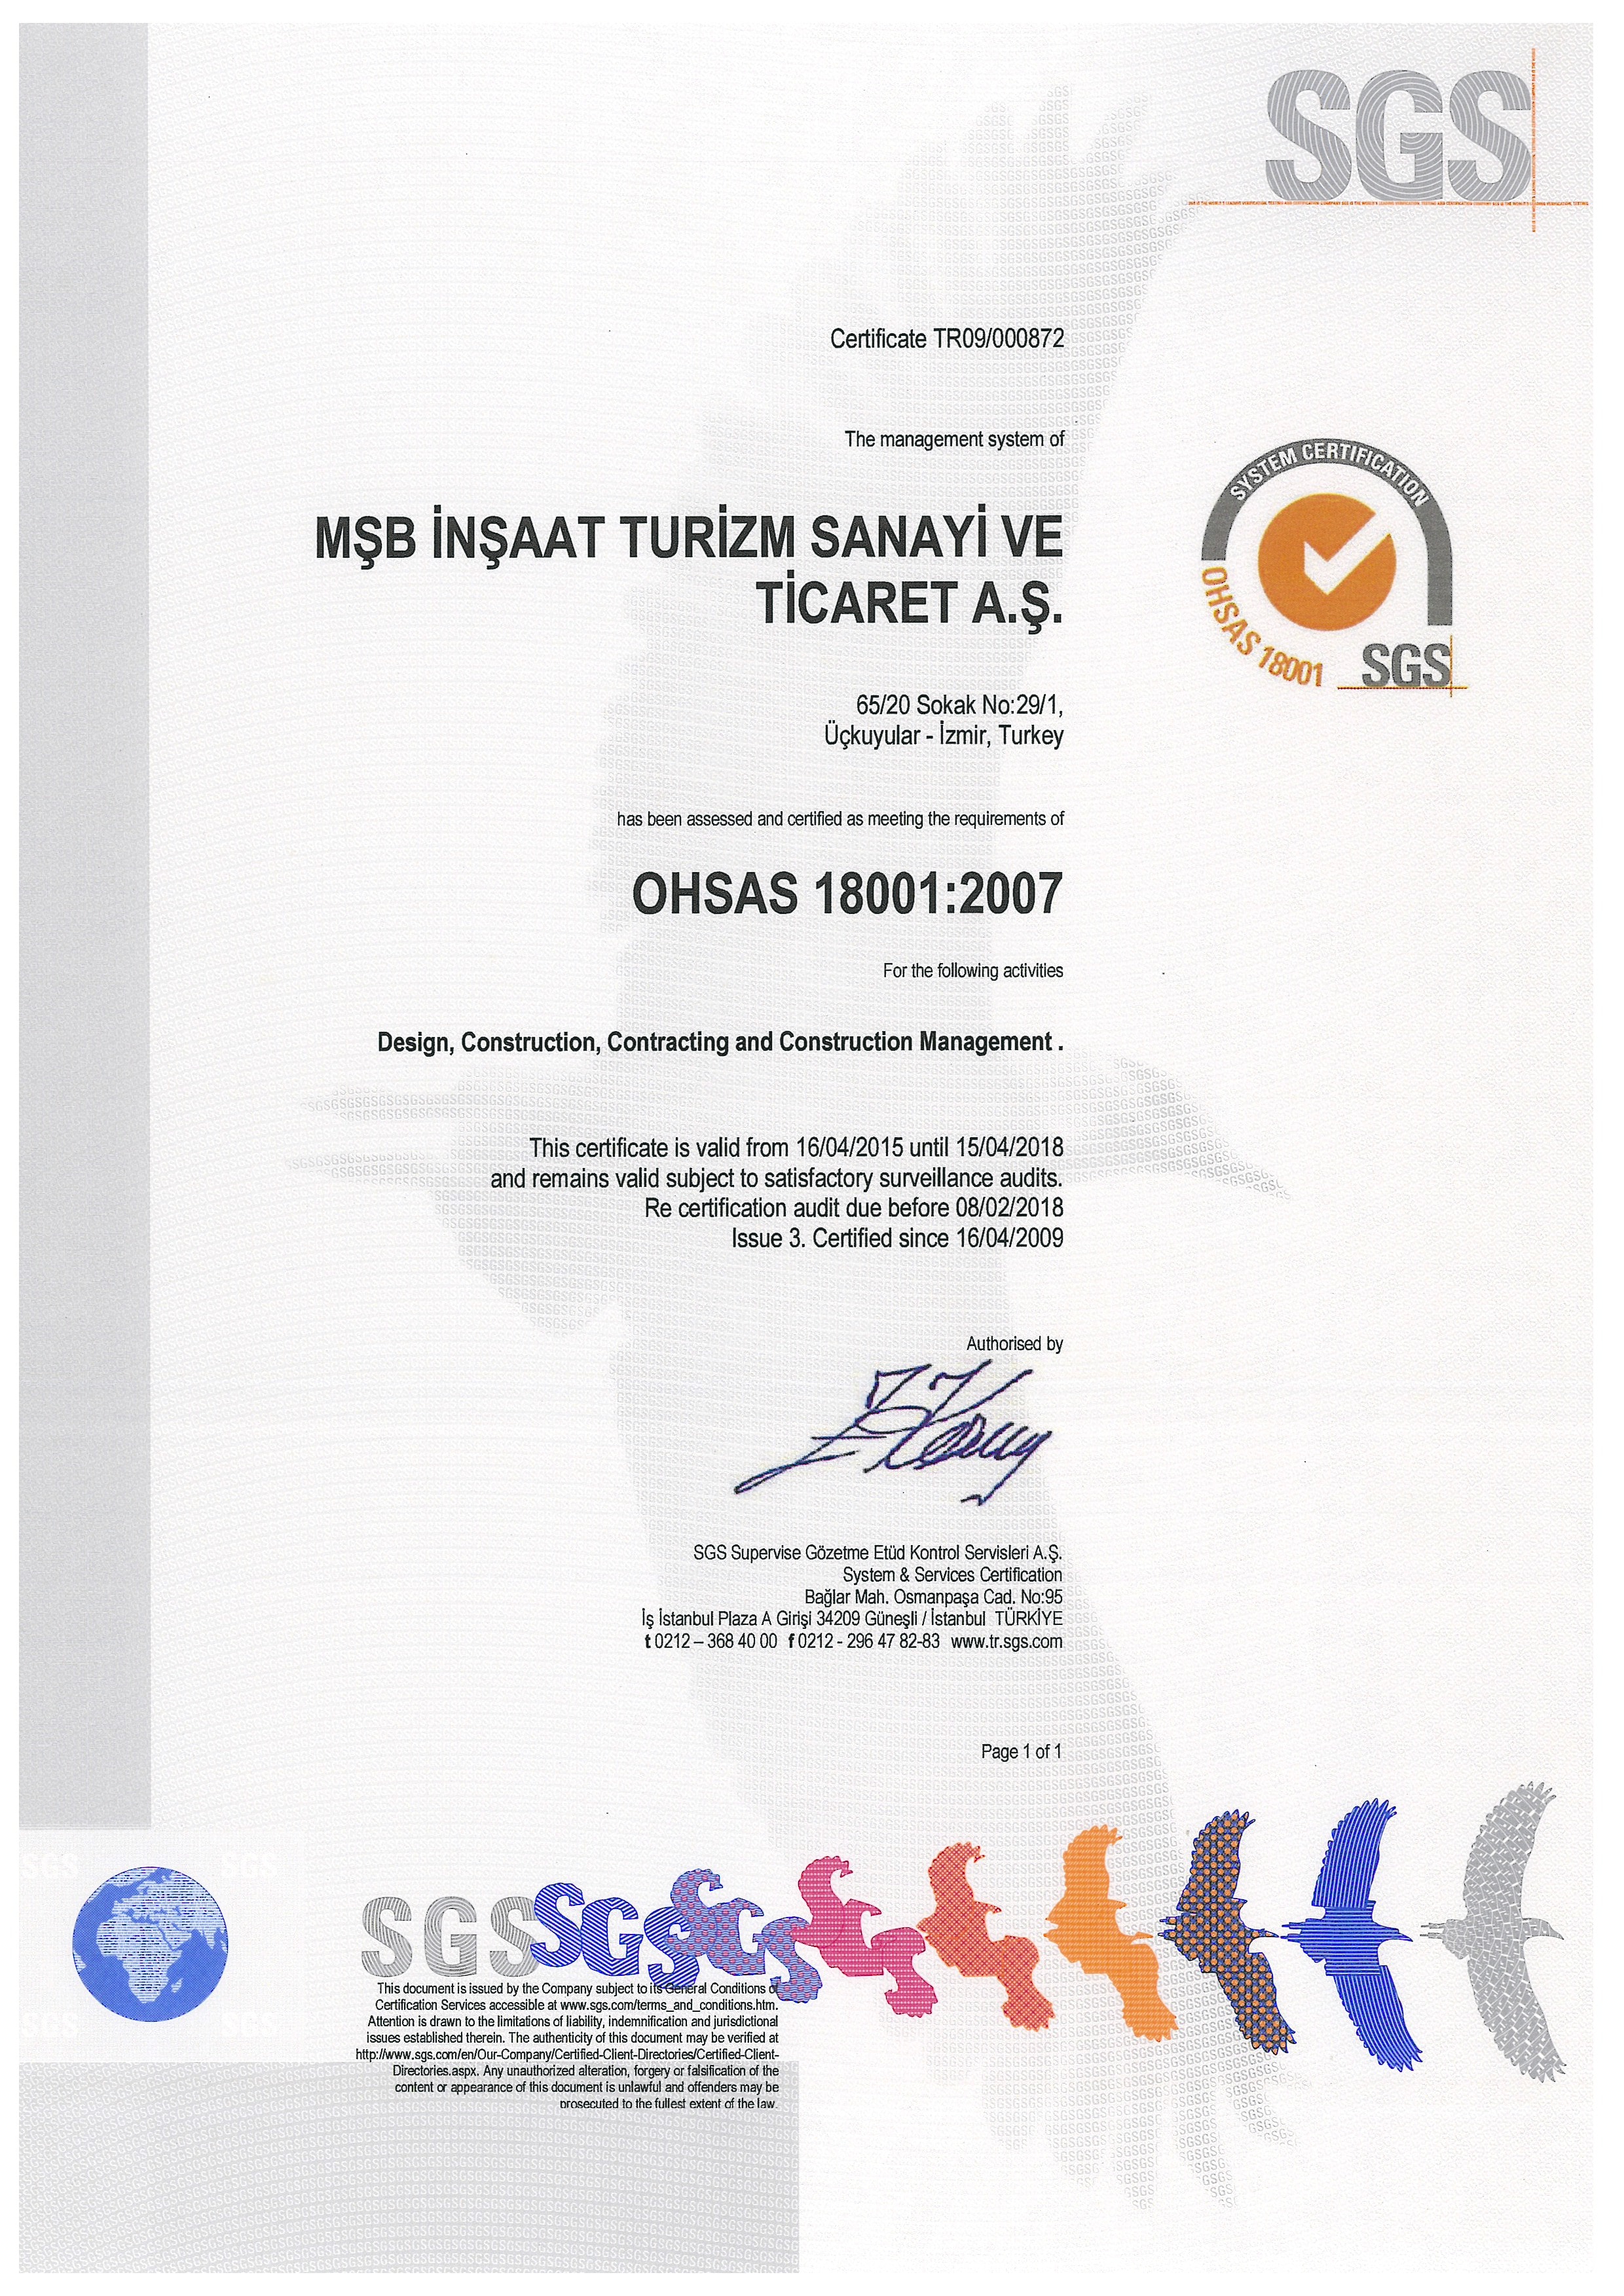 SGS
Certificate TR09/000872
The management system of
MŞB İNŞAAT TURİZM SANAYİ VE
TİCARET A.Ş.
SYSTEM CERTIFICATION
OHSAS 18001
SGS
65/20 Sokak No:29/1,
Üçkuyular - İzmir, Turkey
has been assessed and certified as meeting the requirements of
OHSAS 18001:2007
For the following activities
Design, Construction, Contracting and Construction Management .
This certificate is valid from 16/04/2015 until 15/04/2018
and remains valid subject to satisfactory surveillance audits.
Re certification audit due before 08/02/2018
Issue 3. Certified since 16/04/2009
Authorised by
SGS Supervise Gözetme Etüd Kontrol Servisleri A.Ş.
System & Services Certification
Bağlar Mah. Osmanpaşa Cad. No:95
İş İstanbul Plaza A Girişi 34209 Güneşli / İstanbul TÜRKİYE
t 0212 – 368 40 00 f 0212 - 296 47 82-83 www.tr.sgs.com
Page 1 of 1
SGS SGS SGS
This document is issued by the Company subject to its General Conditions of
Certification Services accessible at www.sgs.com/terms_and_conditions.htm.
Attention is drawn to the limitations of liability, indemnification and jurisdictional
issues established therein. The authenticity of this document may be verified at
http://www.sgs.com/en/Our-Company/Certified-Client-Directories/Certified-Client-
Directories.aspx. Any unauthorized alteration, forgery or falsification of the
content or appearance of this document is unlawful and offenders may be
prosecuted to the fullest extent of the law.